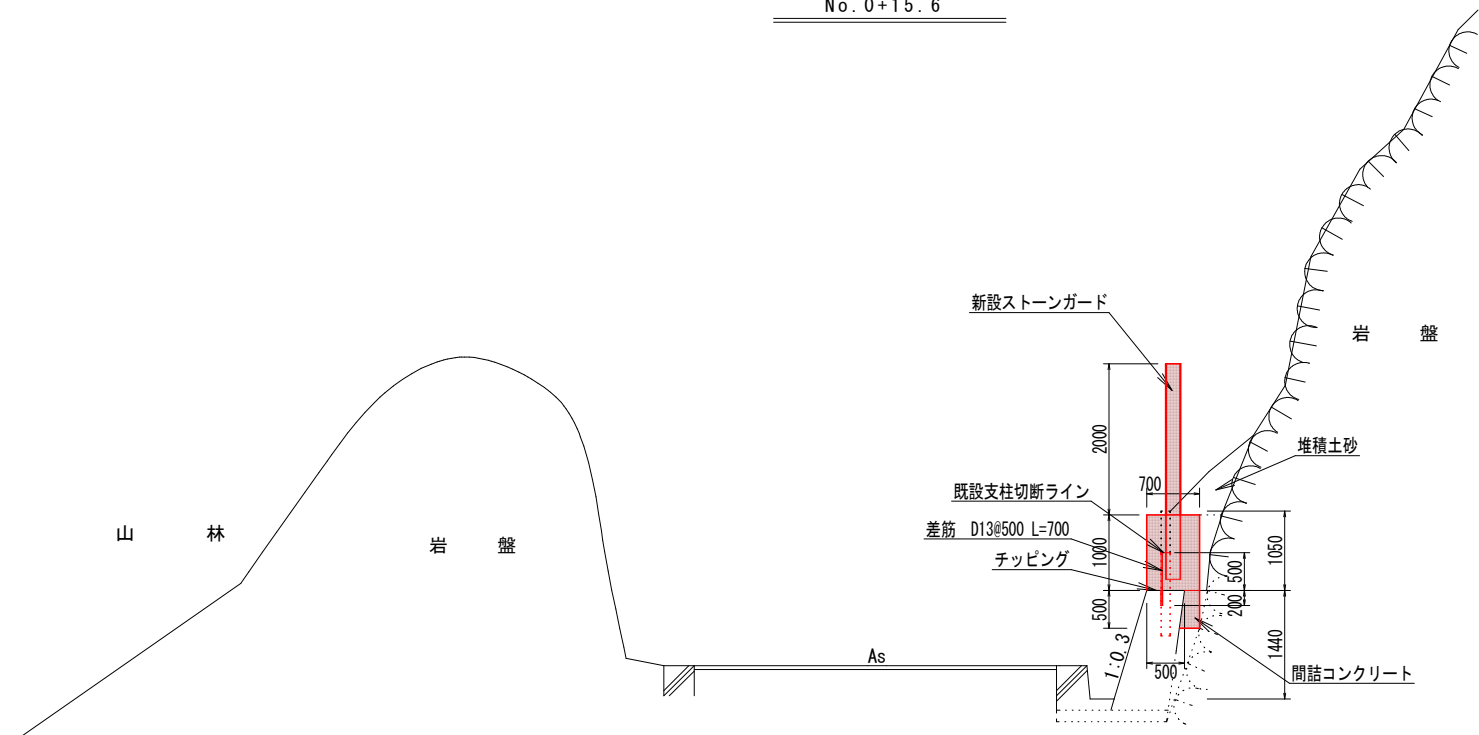 No.0+15.6
新設ストーンガード
岩 盤
2000
堆積土砂
700
既設支柱切断ライン
差筋 D13@500 L=700
チッピング
1000
500
1050
山 林
岩 盤
500
200
1440
As
1:0.3
500
間詰コンクリート